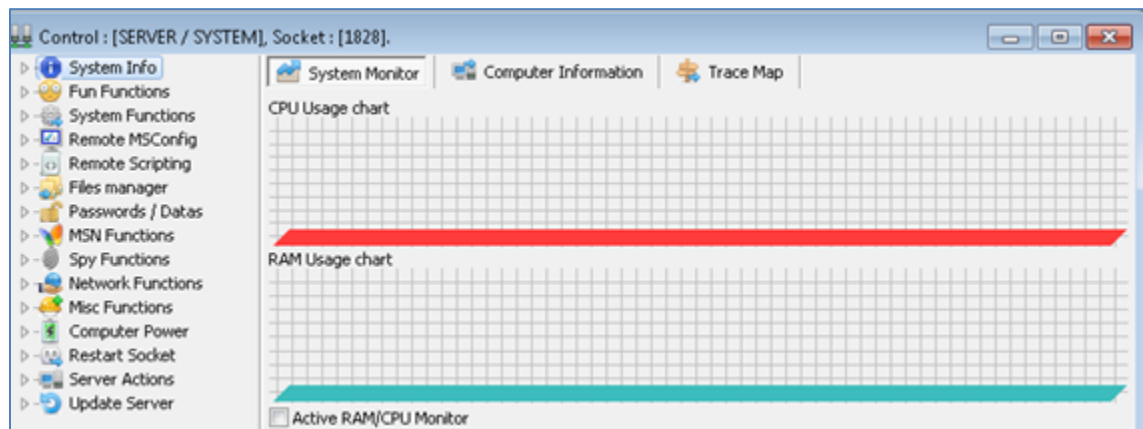 Control : [SERVER / SYSTEM], Socket : [1828].
System Info
Fun Functions
System Functions
Remote MSConfig
Remote Scripting
Files manager
Passwords / Datas
MSN Functions
Spy Functions
Network Functions
Misc Functions
Computer Power
Restart Socket
Server Actions
Update Server
System Monitor Computer Information Trace Map
CPU Usage chart
RAM Usage chart
Active RAM/CPU Monitor